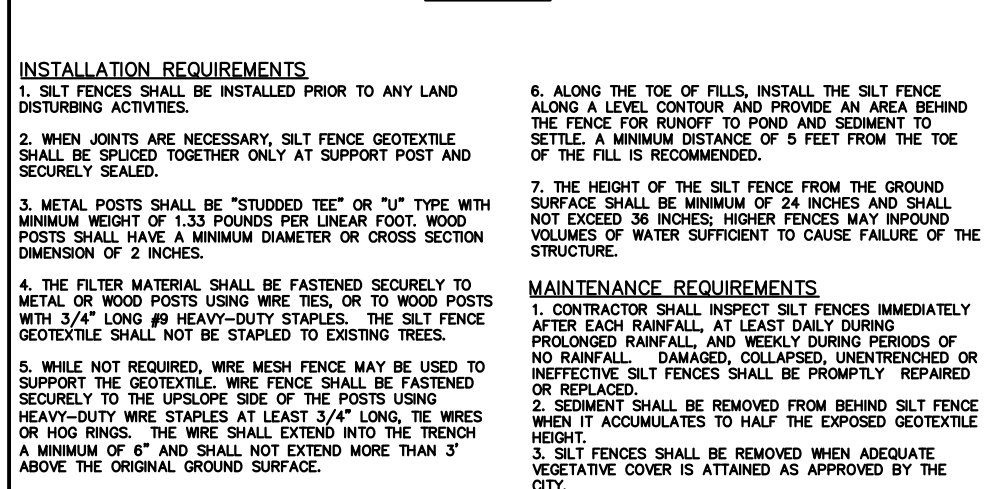 INSTALLATION REQUIREMENTS
1. SILT FENCES SHALL BE INSTALLED PRIOR TO ANY LAND
DISTURBING ACTIVITIES.
2. WHEN JOINTS ARE NECESSARY, SILT FENCE GEOTEXTILE
SHALL BE SPLICED TOGETHER ONLY AT SUPPORT POST AND
SECURELY SEALED.
3. METAL POSTS SHALL BE "STUDDED TEE" OR "U" TYPE WITH
MINIMUM WEIGHT OF 1.33 POUNDS PER LINEAR FOOT. WOOD
POSTS SHALL HAVE A MINIMUM DIAMETER OR CROSS SECTION
DIMENSION OF 2 INCHES.
4. THE FILTER MATERIAL SHALL BE FASTENED SECURELY TO
METAL OR WOOD POSTS USING WIRE TIES, OR TO WOOD POSTS
WITH 3/4" LONG #9 HEAVY-DUTY STAPLES. THE SILT FENCE
GEOTEXTILE SHALL NOT BE STAPLED TO EXISTING TREES.
5. WHILE NOT REQUIRED, WIRE MESH FENCE MAY BE USED TO
SUPPORT THE GEOTEXTILE. WIRE FENCE SHALL BE FASTENED
SECURELY TO THE UPSLOPE SIDE OF THE POSTS USING
HEAVY-DUTY WIRE STAPLES AT LEAST 3/4" LONG, TIE WIRES
OR HOG RINGS. THE WIRE SHALL EXTEND INTO THE TRENCH
A MINIMUM OF 6" AND SHALL NOT EXTEND MORE THAN 3'
ABOVE THE ORIGINAL GROUND SURFACE.
6. ALONG THE TOE OF FILLS, INSTALL THE SILT FENCE
ALONG A LEVEL CONTOUR AND PROVIDE AN AREA BEHIND
THE FENCE FOR RUNOFF TO POND AND SEDIMENT TO
SETTLE. A MINIMUM DISTANCE OF 5 FEET FROM THE TOE
OF THE FILL IS RECOMMENDED.
7. THE HEIGHT OF THE SILT FENCE FROM THE GROUND
SURFACE SHALL BE MINIMUM OF 24 INCHES AND SHALL
NOT EXCEED 36 INCHES; HIGHER FENCES MAY INPOUND
VOLUMES OF WATER SUFFICIENT TO CAUSE FAILURE OF THE
STRUCTURE.
MAINTENANCE REQUIREMENTS
1. CONTRACTOR SHALL INSPECT SILT FENCES IMMEDIATELY
AFTER EACH RAINFALL, AT LEAST DAILY DURING
PROLONGED RAINFALL, AND WEEKLY DURING PERIODS OF
NO RAINFALL. DAMAGED, COLLAPSED, UNENTRENCHED OR
INEFFECTIVE SILT FENCES SHALL BE PROMPTLY REPAIRED
OR REPLACED.
2. SEDIMENT SHALL BE REMOVED FROM BEHIND SILT FENCE
WHEN IT ACCUMULATES TO HALF THE EXPOSED GEOTEXTILE
HEIGHT.
3. SILT FENCES SHALL BE REMOVED WHEN ADEQUATE
VEGETATIVE COVER IS ATTAINED AS APPROVED BY THE
CITY.